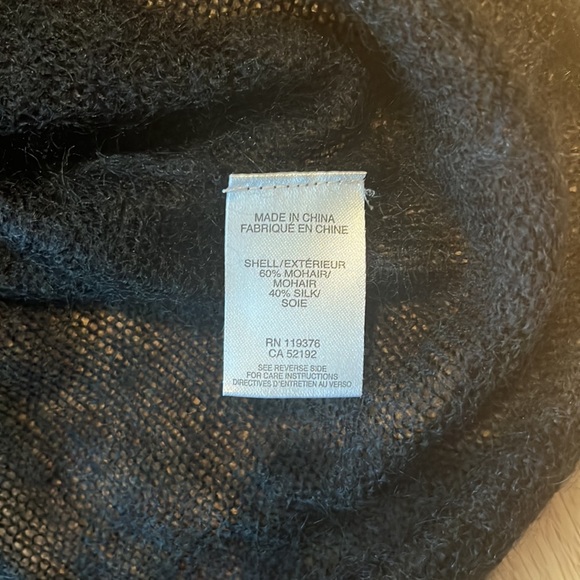 MADE IN CHINA
FABRIQUÉ EN CHINE
SHELL/EXTÉRIEUR
60% MOHAIR/
MOHAIR
40% SILK/
SOIE
RN 119376
CA 52192
SEE REVERSE SIDE
FOR CARE INSTRUCTIONS
DIRECTIVES D'ENTRETIEN AU VERSO